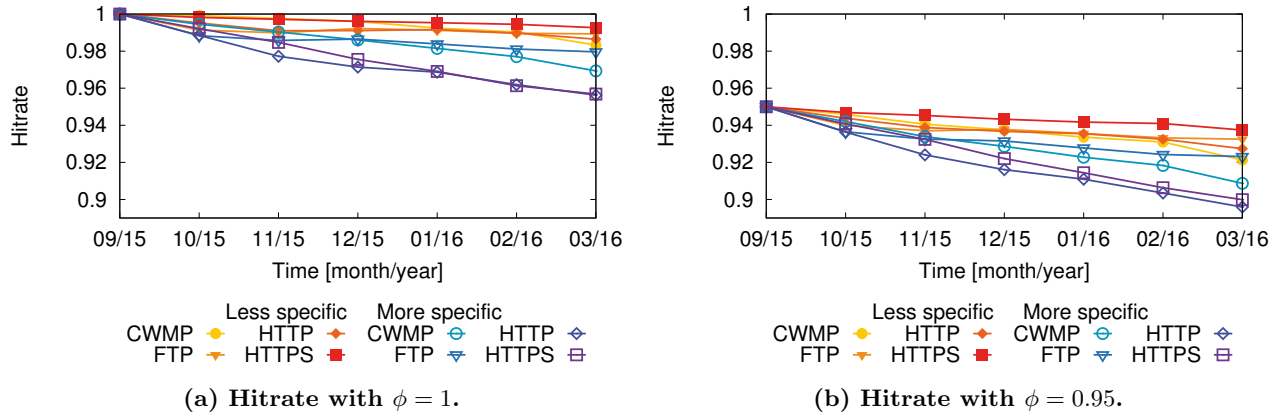 1
0.98
0.96
0.94
0.92
0.9
Hitrate
09/15 10/15 11/15 12/15 01/16 02/16 03/16
Time [month/year]
Less specific More specific
CWMP HTTP CWMP HTTP
FTP HTTPS FTP HTTPS
(a) Hitrate with ϕ = 1.
1
0.98
0.96
0.94
0.92
0.9
Hitrate
09/15 10/15 11/15 12/15 01/16 02/16 03/16
Time [month/year]
Less specific More specific
CWMP HTTP CWMP HTTP
FTP HTTPS FTP HTTPS
(b) Hitrate with ϕ = 0.95.